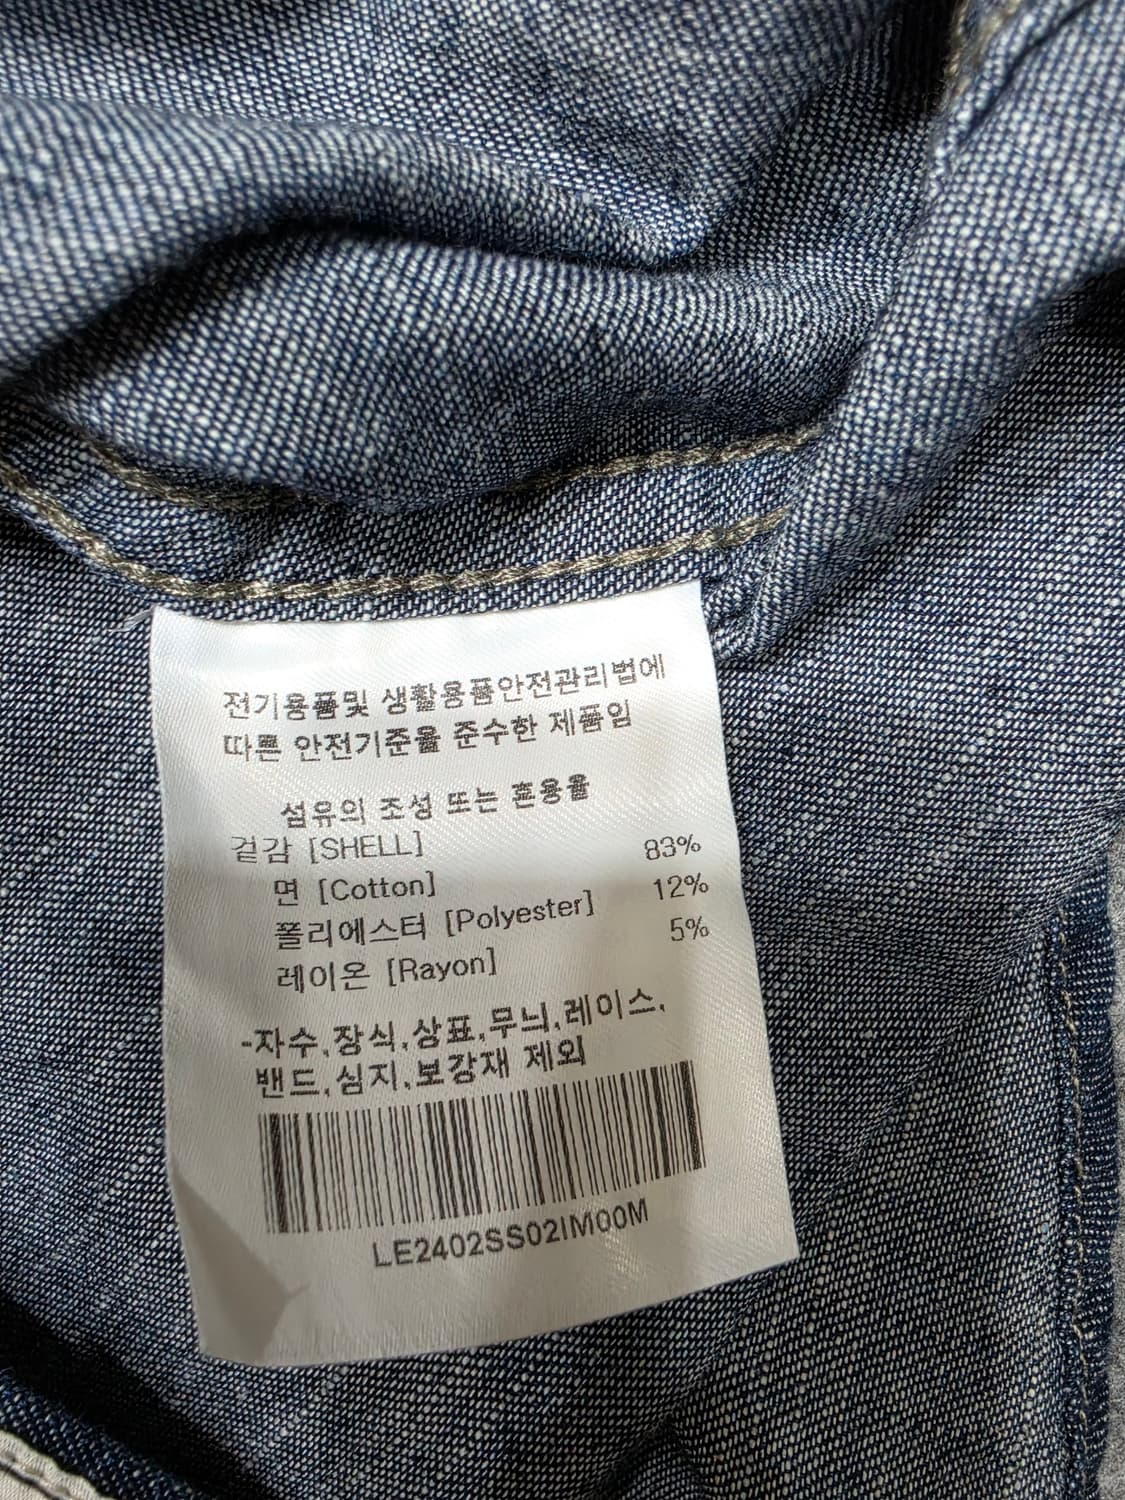 전기용품및 생활용품안전관리법에
따른 안전기준을 준수한 제품임
섬유의 조성 또는 혼용율
겉감 [SHELL]
면 [Cotton] 83%
폴리에스터 [Polyester] 12%
레이온 [Rayon] 5%
-자수,장식,상표,무늬,레이스,
밴드,심지,보강재 제외
LE2402SS02IM00M